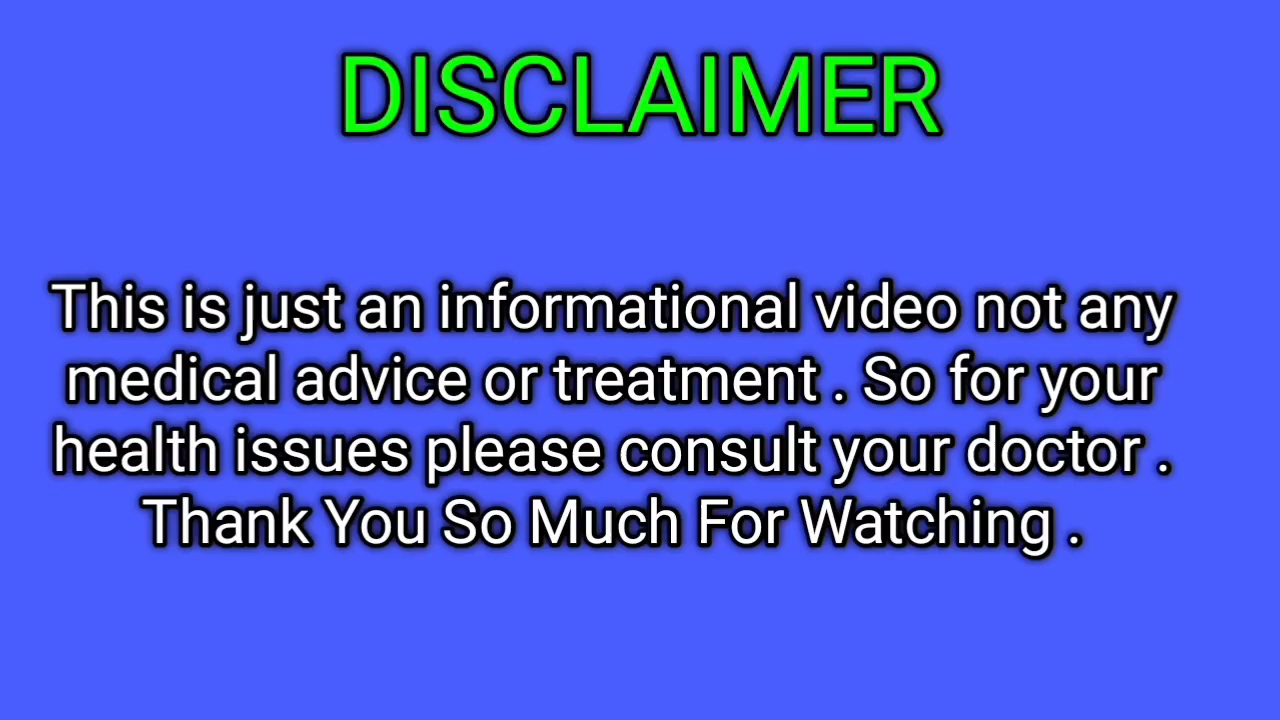 DISCLAIMER
This is just an informational video not any
medical advice or treatment . So for your
health issues please consult your doctor .
Thank You So Much For Watching .